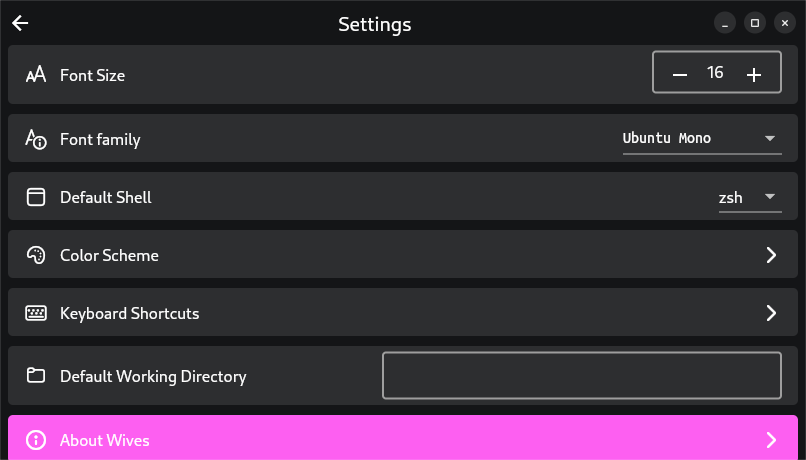 Settings
Font Size
16
Font family
Ubuntu Mono
Default Shell
zsh
Color Scheme
Keyboard Shortcuts
Default Working Directory
About Wives